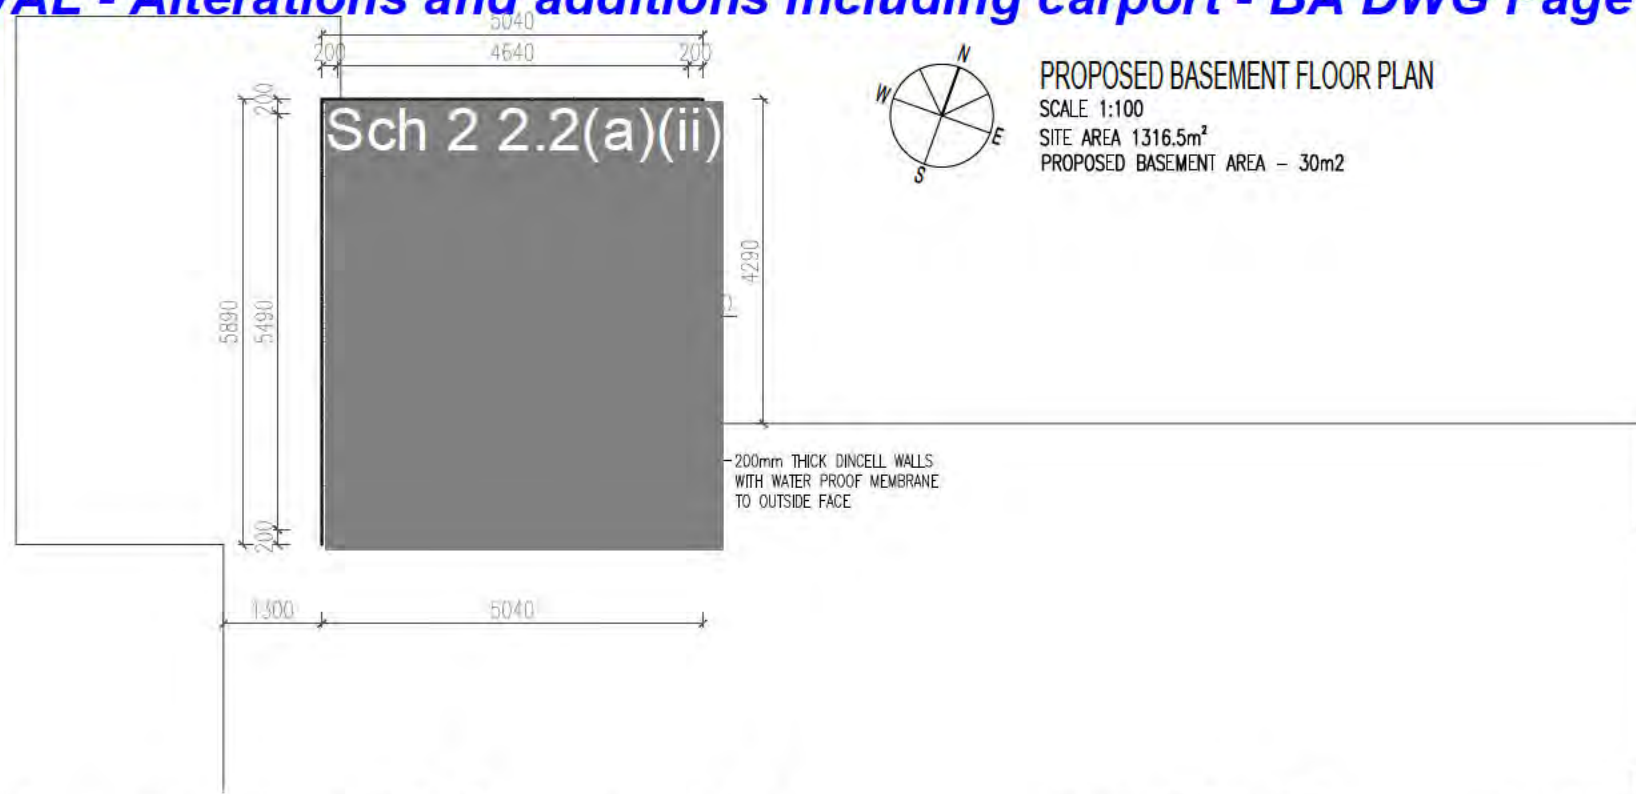 AL - Alterations and additions including carport - BA DWG Page
5040
200
4640
200
N
W
E
S
PROPOSED BASEMENT FLOOR PLAN
SCALE 1:100
SITE AREA 1316.5m²
PROPOSED BASEMENT AREA – 30m2
200
Sch 2 2.2(a)(ii)
4290
5890
5490
200mm THICK DINCELL WALLS
WITH WATER PROOF MEMBRANE
TO OUTSIDE FACE
200
1300
5040